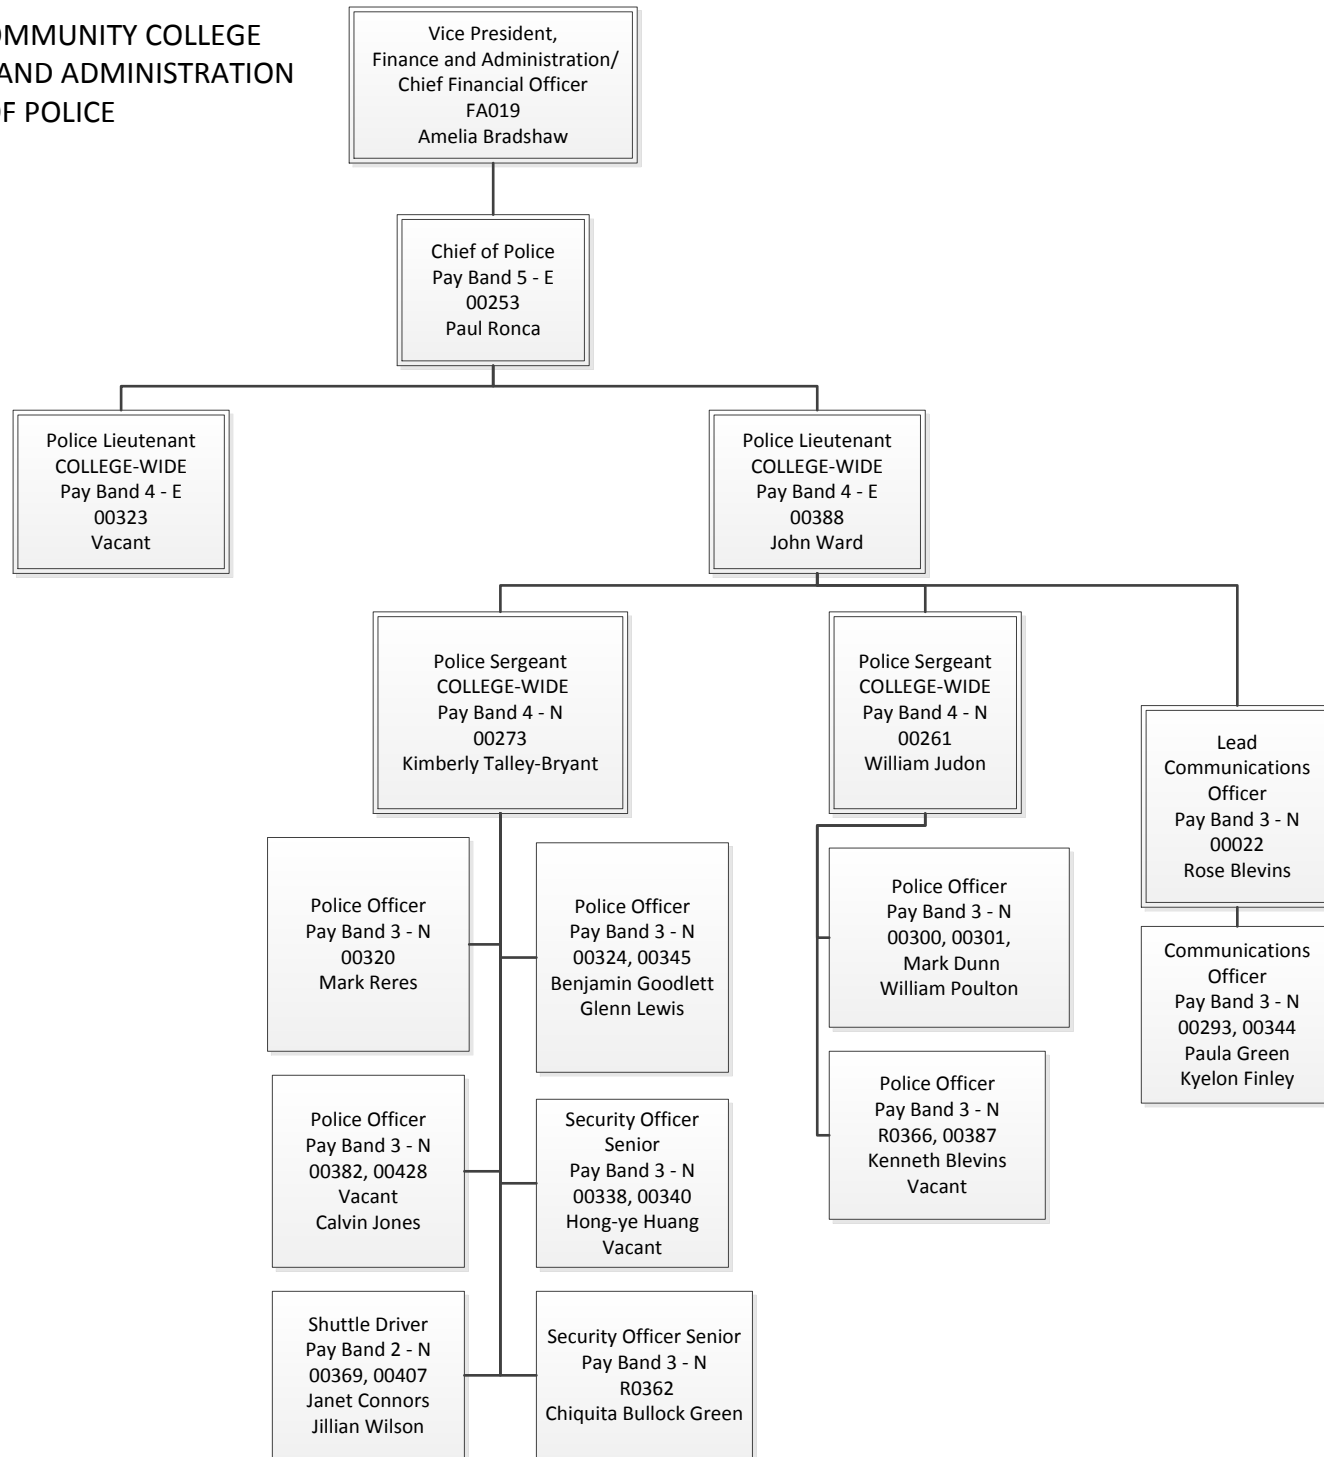 OMMUNITY COLLEGE
AND ADMINISTRATION
OF POLICE
Vice President,
Finance and Administration/
Chief Financial Officer
FA019
Amelia Bradshaw
Chief of Police
Pay Band 5 - E
00253
Paul Ronca
Police Lieutenant
COLLEGE-WIDE
Pay Band 4 - E
00323
Vacant
Police Lieutenant
COLLEGE-WIDE
Pay Band 4 - E
00388
John Ward
Police Sergeant
COLLEGE-WIDE
Pay Band 4 - N
00273
Kimberly Talley-Bryant
Police Sergeant
COLLEGE-WIDE
Pay Band 4 - N
00261
William Judon
Lead
Communications
Officer
Pay Band 3 - N
00022
Rose Blevins
Police Officer
Pay Band 3 - N
00320
Mark Reres
Police Officer
Pay Band 3 - N
00324, 00345
Benjamin Goodlett
Glenn Lewis
Police Officer
Pay Band 3 - N
00300, 00301,
Mark Dunn
William Poulton
Communications
Officer
Pay Band 3 - N
00293, 00344
Paula Green
Kyelon Finley
Police Officer
Pay Band 3 - N
00382, 00428
Vacant
Calvin Jones
Security Officer
Senior
Pay Band 3 - N
00338, 00340
Hong-ye Huang
Vacant
Police Officer
Pay Band 3 - N
R0366, 00387
Kenneth Blevins
Vacant
Shuttle Driver
Pay Band 2 - N
00369, 00407
Janet Connors
Jillian Wilson
Security Officer Senior
Pay Band 3 - N
R0362
Chiquita Bullock Green